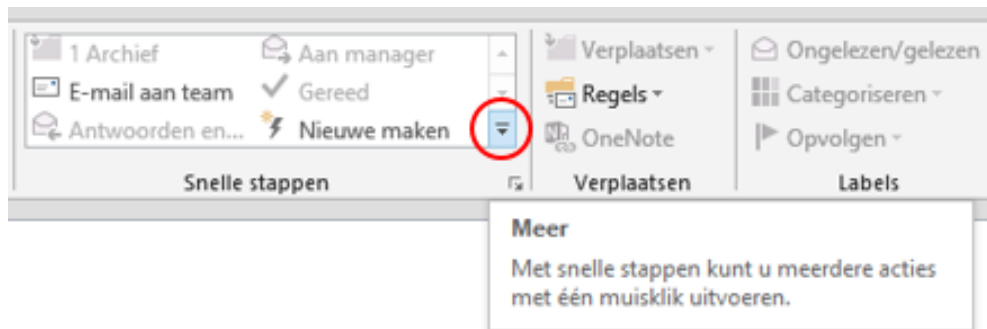 1 Archief
Aan manager
E-mail aan team
Gereed
Antwoorden en...
Nieuwe maken
Snelle stappen
Verplaatsen
Regels
OneNote
Verplaatsen
Ongelezen/gelezen
Categoriseren
Opvolgen
Labels
Meer
Met snelle stappen kunt u meerdere acties
met één muisklik uitvoeren.